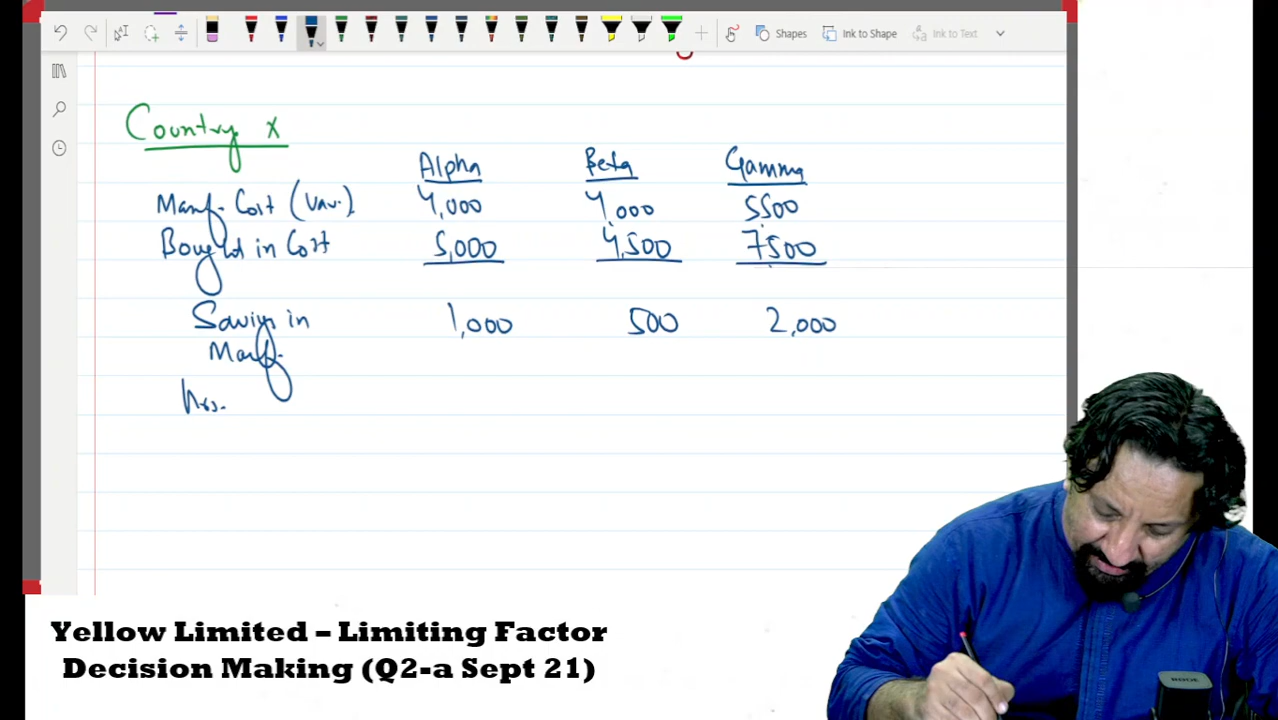 Shapes Ink to Shape Ink to Text
Country x
Alpha Beta Gamma
Manf. Cost (Var.) 4,000 4,000 5500
Bought in Cost 5,000 4,500 7500
Saving in 1,000 500 2,000
Manf.
hrs.
Yellow Limited – Limiting Factor
Decision Making (Q2-a Sept 21)